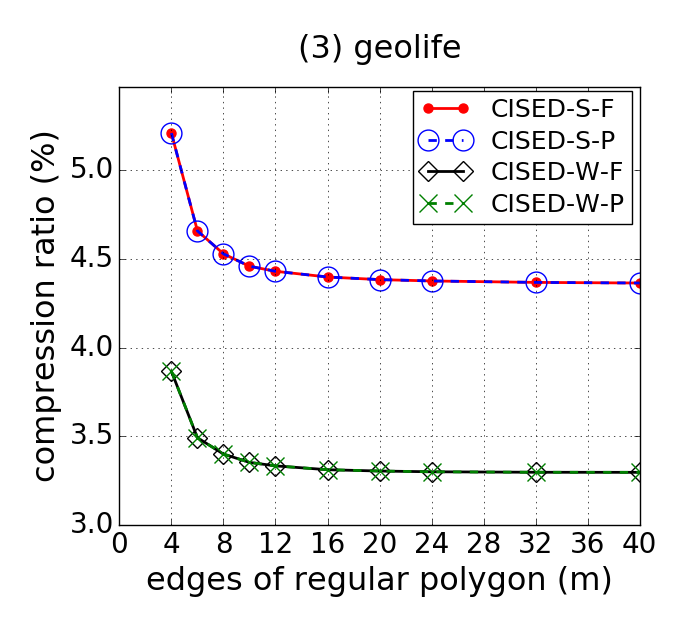 (3) geolife
CISED-S-F
CISED-S-P
CISED-W-F
CISED-W-P
compression ratio (%)
5.0
4.5
4.0
3.5
3.0
0 4 8 12 16 20 24 28 32 36 40
edges of regular polygon (m)